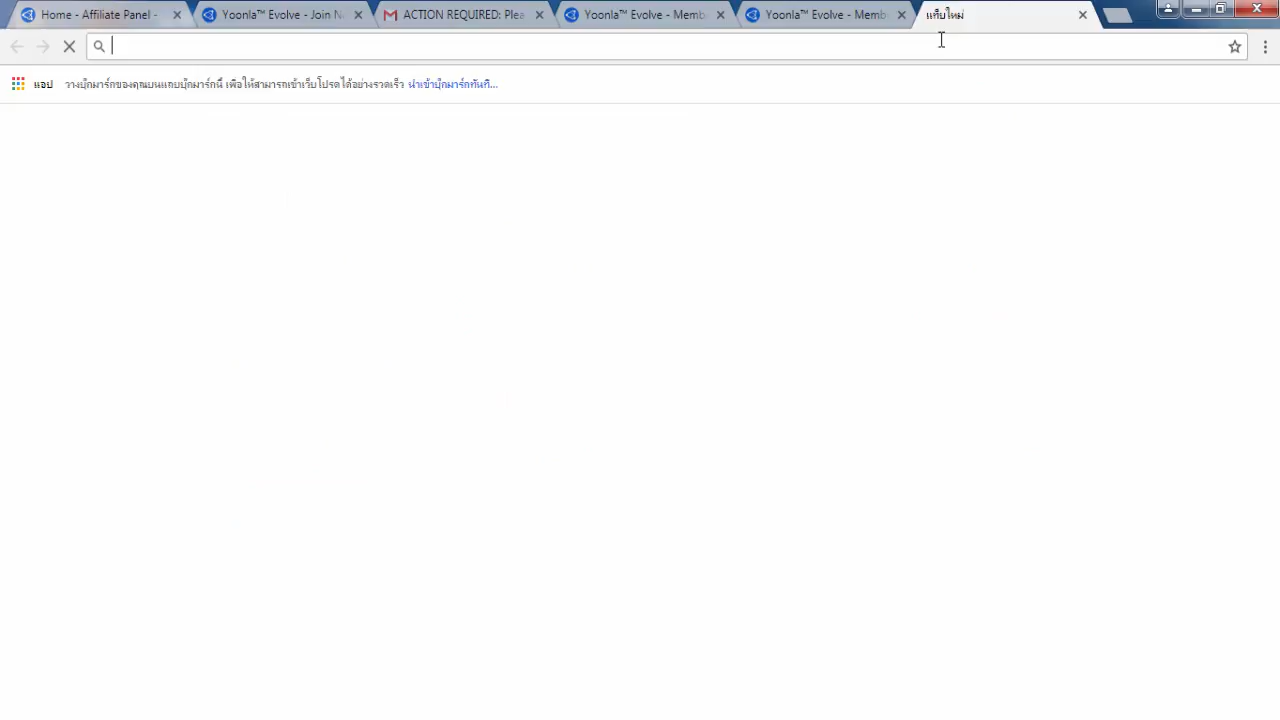 Home - Affiliate Panel -
Yoonla™ Evolve - Join N
ACTION REQUIRED: Plea
Yoonla™ Evolve - Memb
Yoonla™ Evolve - Memb
แท็บใหม่
แอป
วางบุ๊กมาร์กของคุณบนแถบบุ๊กมาร์กนี้ เพื่อให้สามารถเข้าเว็บโปรดได้อย่างรวดเร็ว นำเข้าบุ๊กมาร์กทันที...